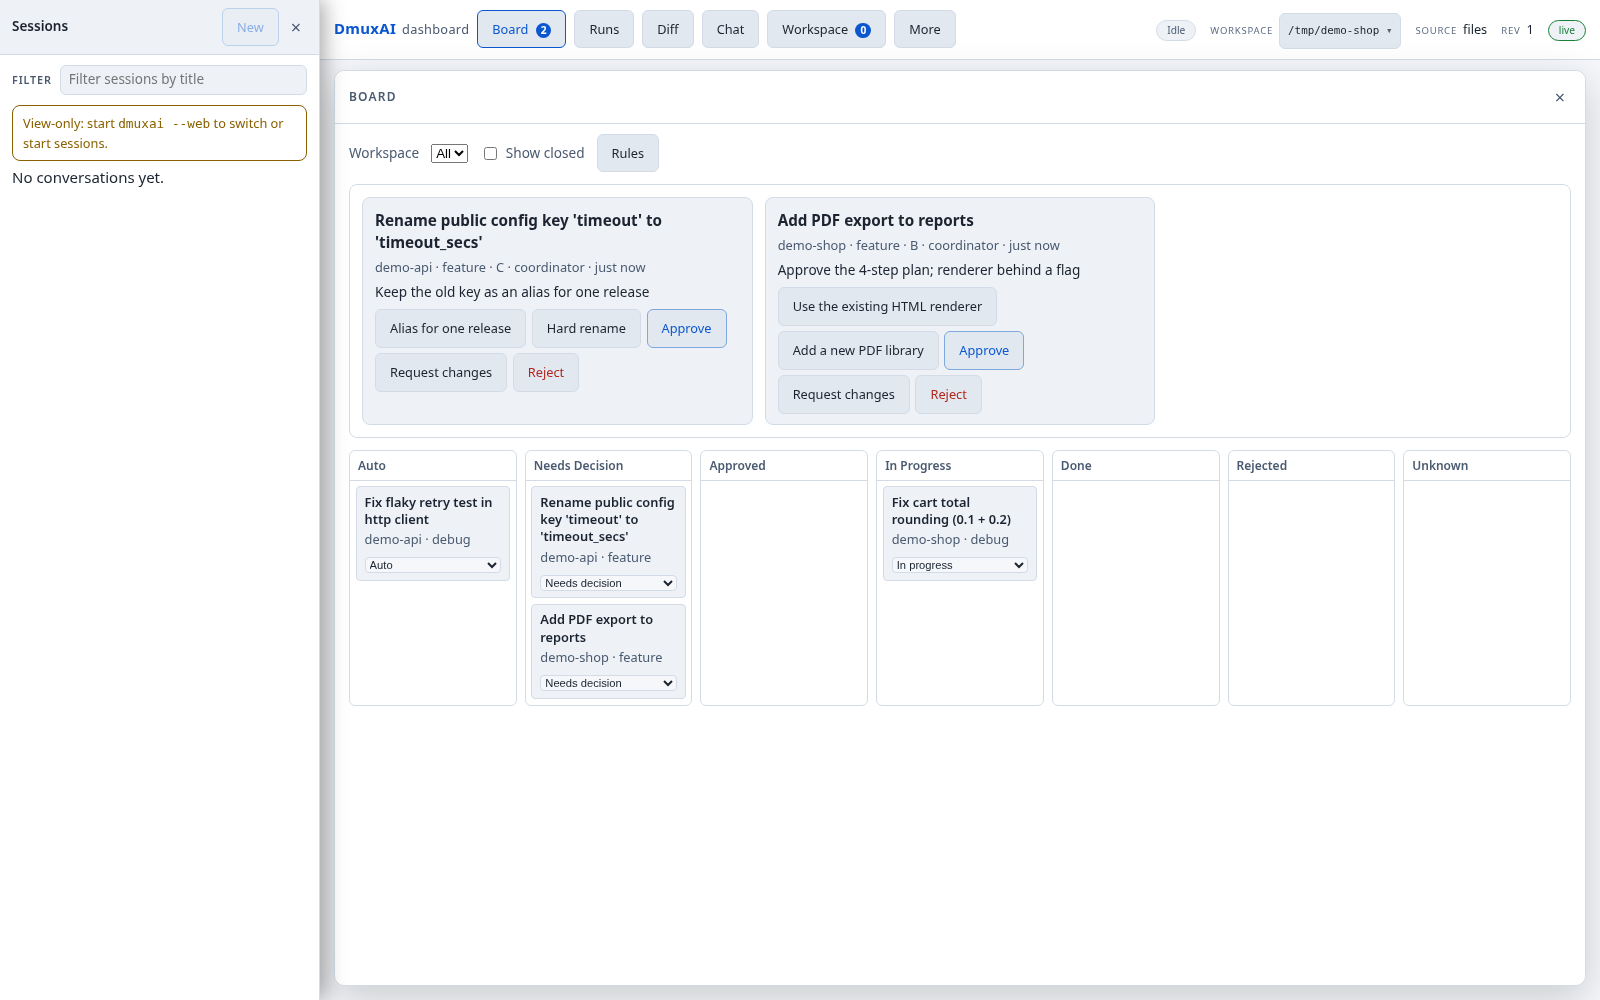 Sessions
New
×
FILTER
Filter sessions by title
View-only: start dmuxai --web to switch or
start sessions.
No conversations yet.
DmuxAI dashboard
Board 2
Runs
Diff
Chat
Workspace 0
More
Idle
WORKSPACE /tmp/demo-shop ▾
SOURCE files
REV 1
live
BOARD
×
Workspace All
Show closed
Rules
Rename public config key 'timeout' to
'timeout_secs'
demo-api · feature · C · coordinator · just now
Keep the old key as an alias for one release
Alias for one release
Hard rename
Approve
Request changes
Reject
Add PDF export to reports
demo-shop · feature · B · coordinator · just now
Approve the 4-step plan; renderer behind a flag
Use the existing HTML renderer
Add a new PDF library
Approve
Request changes
Reject
Auto
Fix flaky retry test in
http client
demo-api · debug
Auto
Needs Decision
Rename public config
key 'timeout' to
'timeout_secs'
demo-api · feature
Needs decision
Add PDF export to
reports
demo-shop · feature
Needs decision
Approved
In Progress
Fix cart total
rounding (0.1 + 0.2)
demo-shop · debug
In progress
Done
Rejected
Unknown